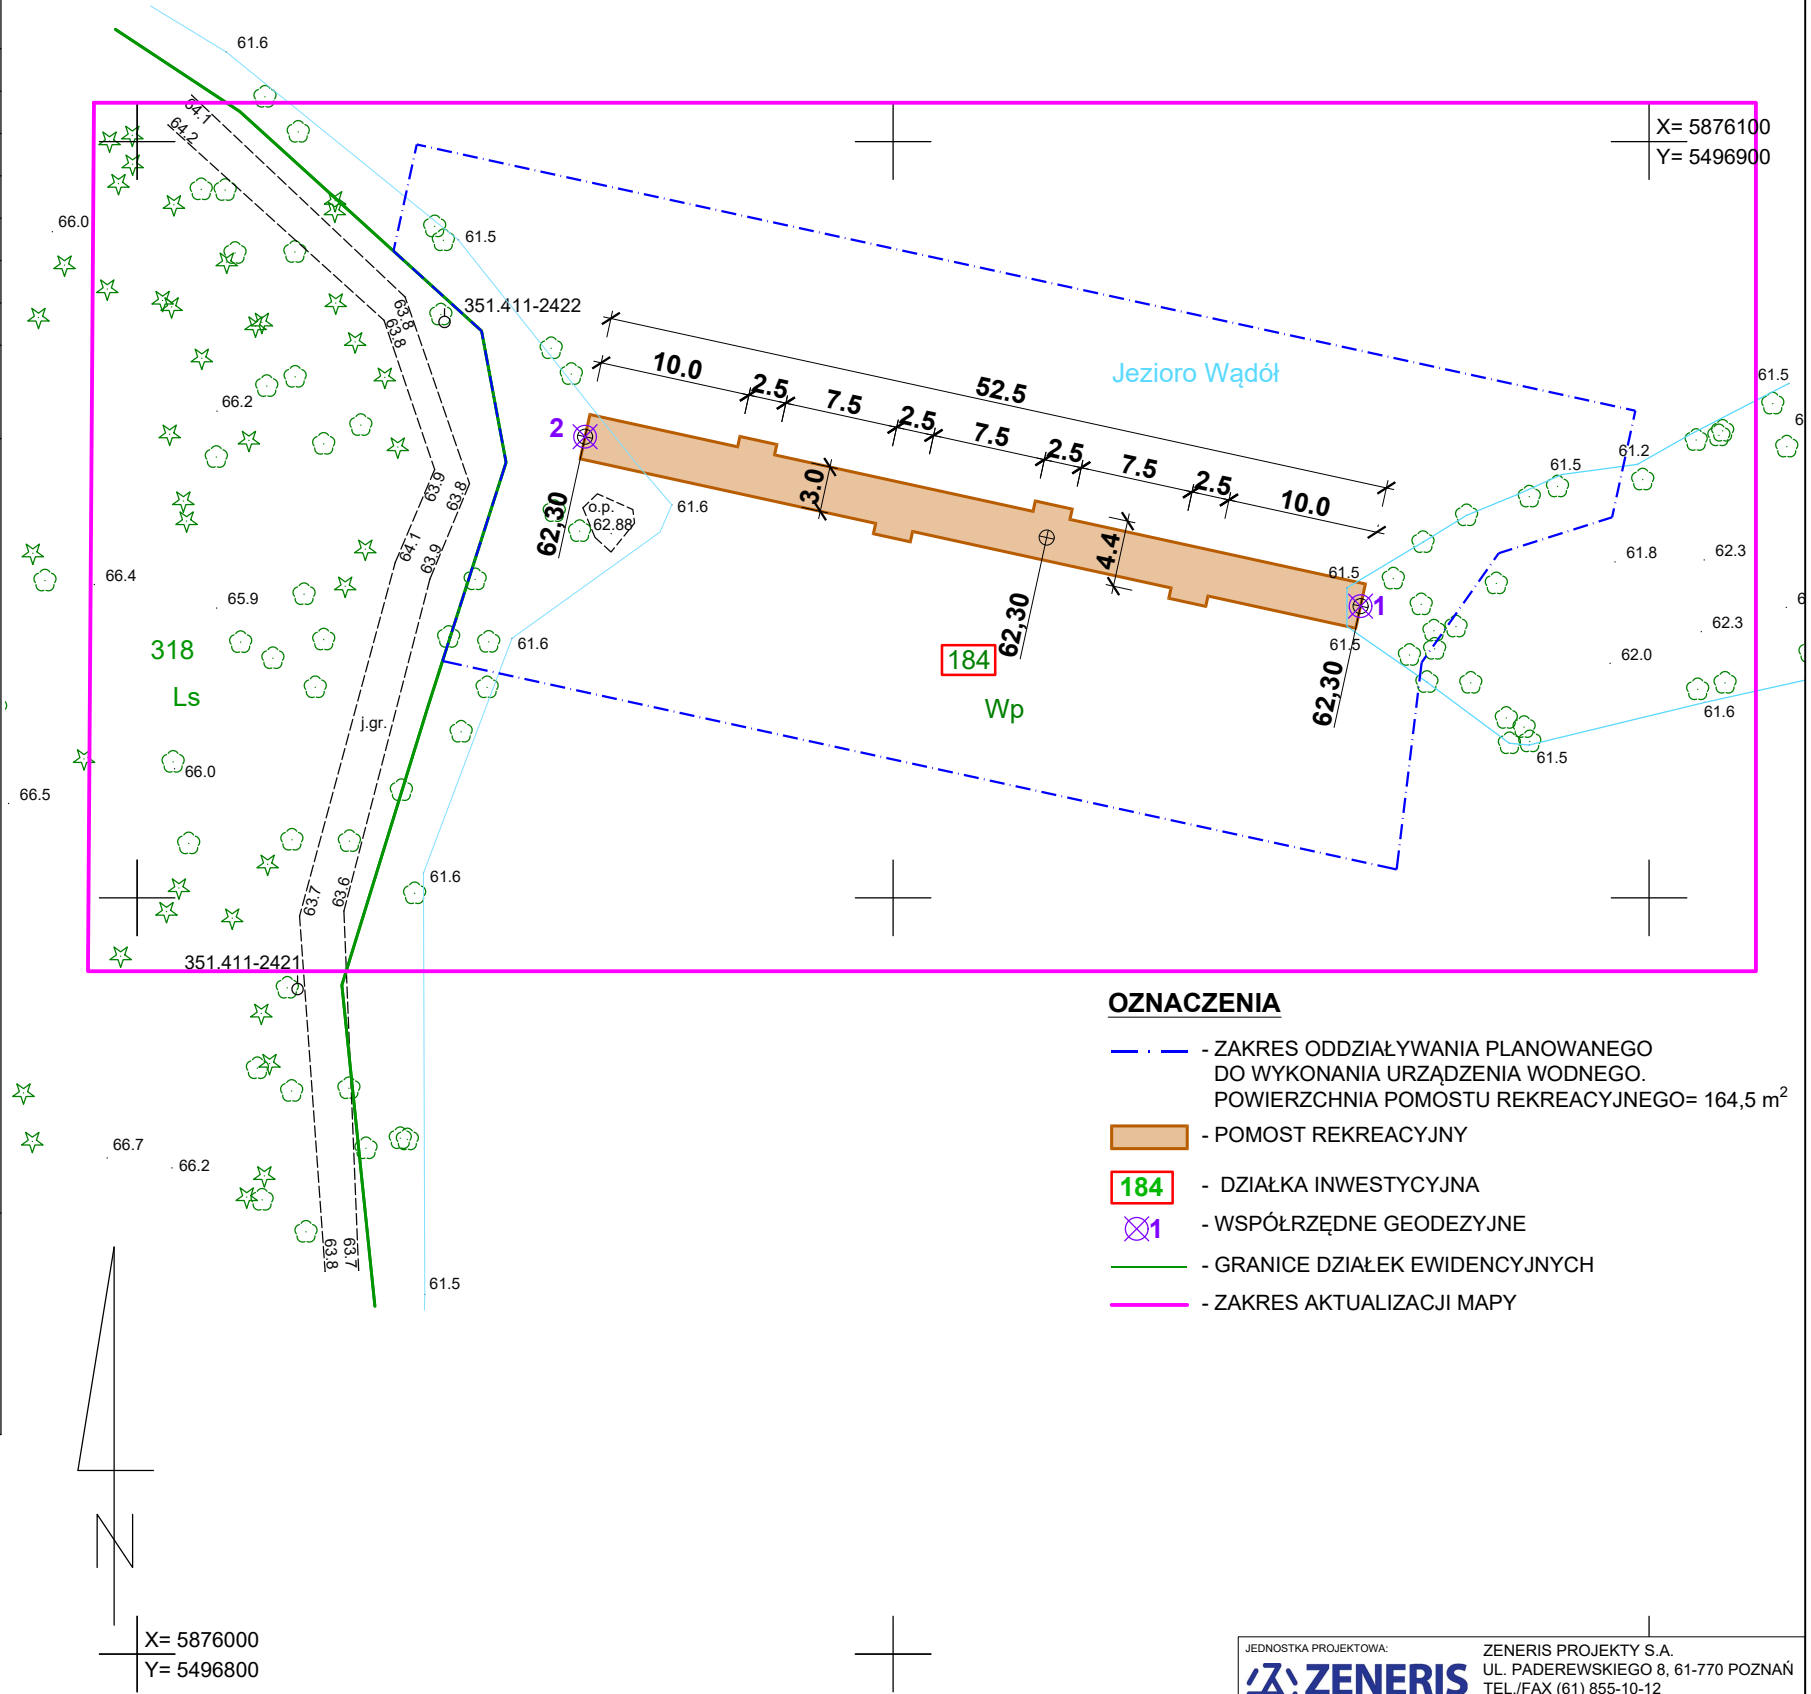 61.6
64.1
64.2
X= 5876100
Y= 5496900
66.0
61.5
351.411-2422
63.8
63.8
10.0
2.5
7.5
2.5
7.5
2.5
7.5
2.5
10.0
52.5
Jezioro Wądół
61.5
66.2
2
3.0
4.4
61.2
61.5
63.9
63.8
o.p.
62.88
61.6
62,30
64.1
63.9
61.8
62.3
66.4
65.9
61.5
1
62,30
62.3
318
61.6
184
61.5
62.0
Ls
Wp
62,30
61.6
j.gr.
66.0
61.5
66.5
61.6
63.7
63.6
351.411-2421
OZNACZENIA
- ZAKRES ODDZIAŁYWANIA PLANOWANEGO
DO WYKONANIA URZĄDZENIA WODNEGO.
POWIERZCHNIA POMOSTU REKREACYJNEGO= 164,5 m²
- POMOST REKREACYJNY
66.7
66.2
184 - DZIAŁKA INWESTYCYJNA
1 - WSPÓŁRZĘDNE GEODEZYJNE
63.8
63.7
- GRANICE DZIAŁEK EWIDENCYJNYCH
61.5
- ZAKRES AKTUALIZACJI MAPY
N
X= 5876000
Y= 5496800
JEDNOSTKA PROJEKTOWA:
ZENERIS
ZENERIS PROJEKTY S.A.
UL. PADEREWSKIEGO 8, 61-770 POZNAŃ
TEL./FAX (61) 855-10-12